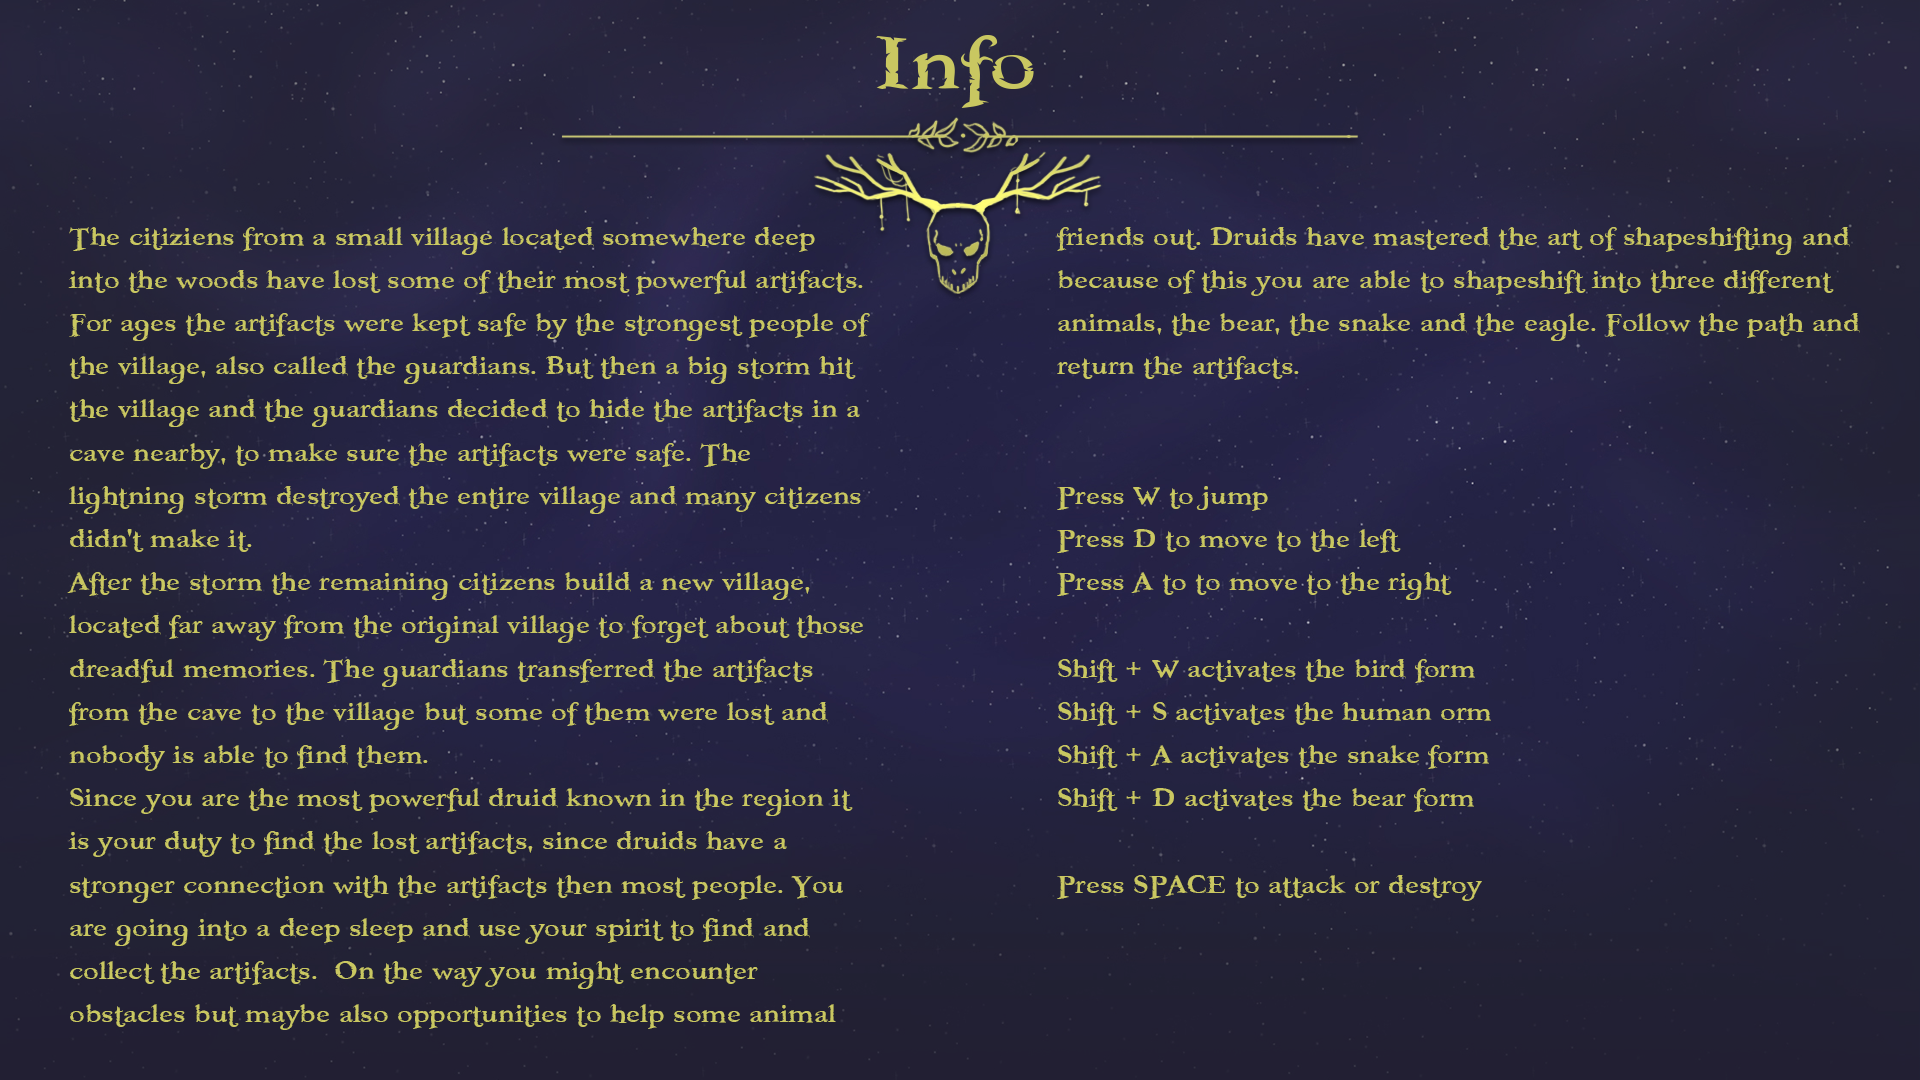 Info
The citiziens from a small village located somewhere deep
into the woods have lost some of their most powerful artifacts.
For ages the artifacts were kept safe by the strongest people of
the village, also called the guardians. But then a big storm hit
the village and the guardians decided to hide the artifacts in a
cave nearby, to make sure the artifacts were safe. The
lightning storm destroyed the entire village and many citizens
didn't make it.
After the storm the remaining citizens build a new village,
located far away from the original village to forget about those
dreadful memories. The guardians transferred the artifacts
from the cave to the village but some of them were lost and
nobody is able to find them.
Since you are the most powerful druid known in the region it
is your duty to find the lost artifacts, since druids have a
stronger connection with the artifacts then most people. You
are going into a deep sleep and use your spirit to find and
collect the artifacts.  On the way you might encounter
obstacles but maybe also opportunities to help some animal
friends out. Druids have mastered the art of shapeshifting and
because of this you are able to shapeshift into three different
animals, the bear, the snake and the eagle. Follow the path and
return the artifacts.
Press W to jump
Press D to move to the left
Press A to to move to the right
Shift + W activates the bird form
Shift + S activates the human orm
Shift + A activates the snake form
Shift + D activates the bear form
Press SPACE to attack or destroy